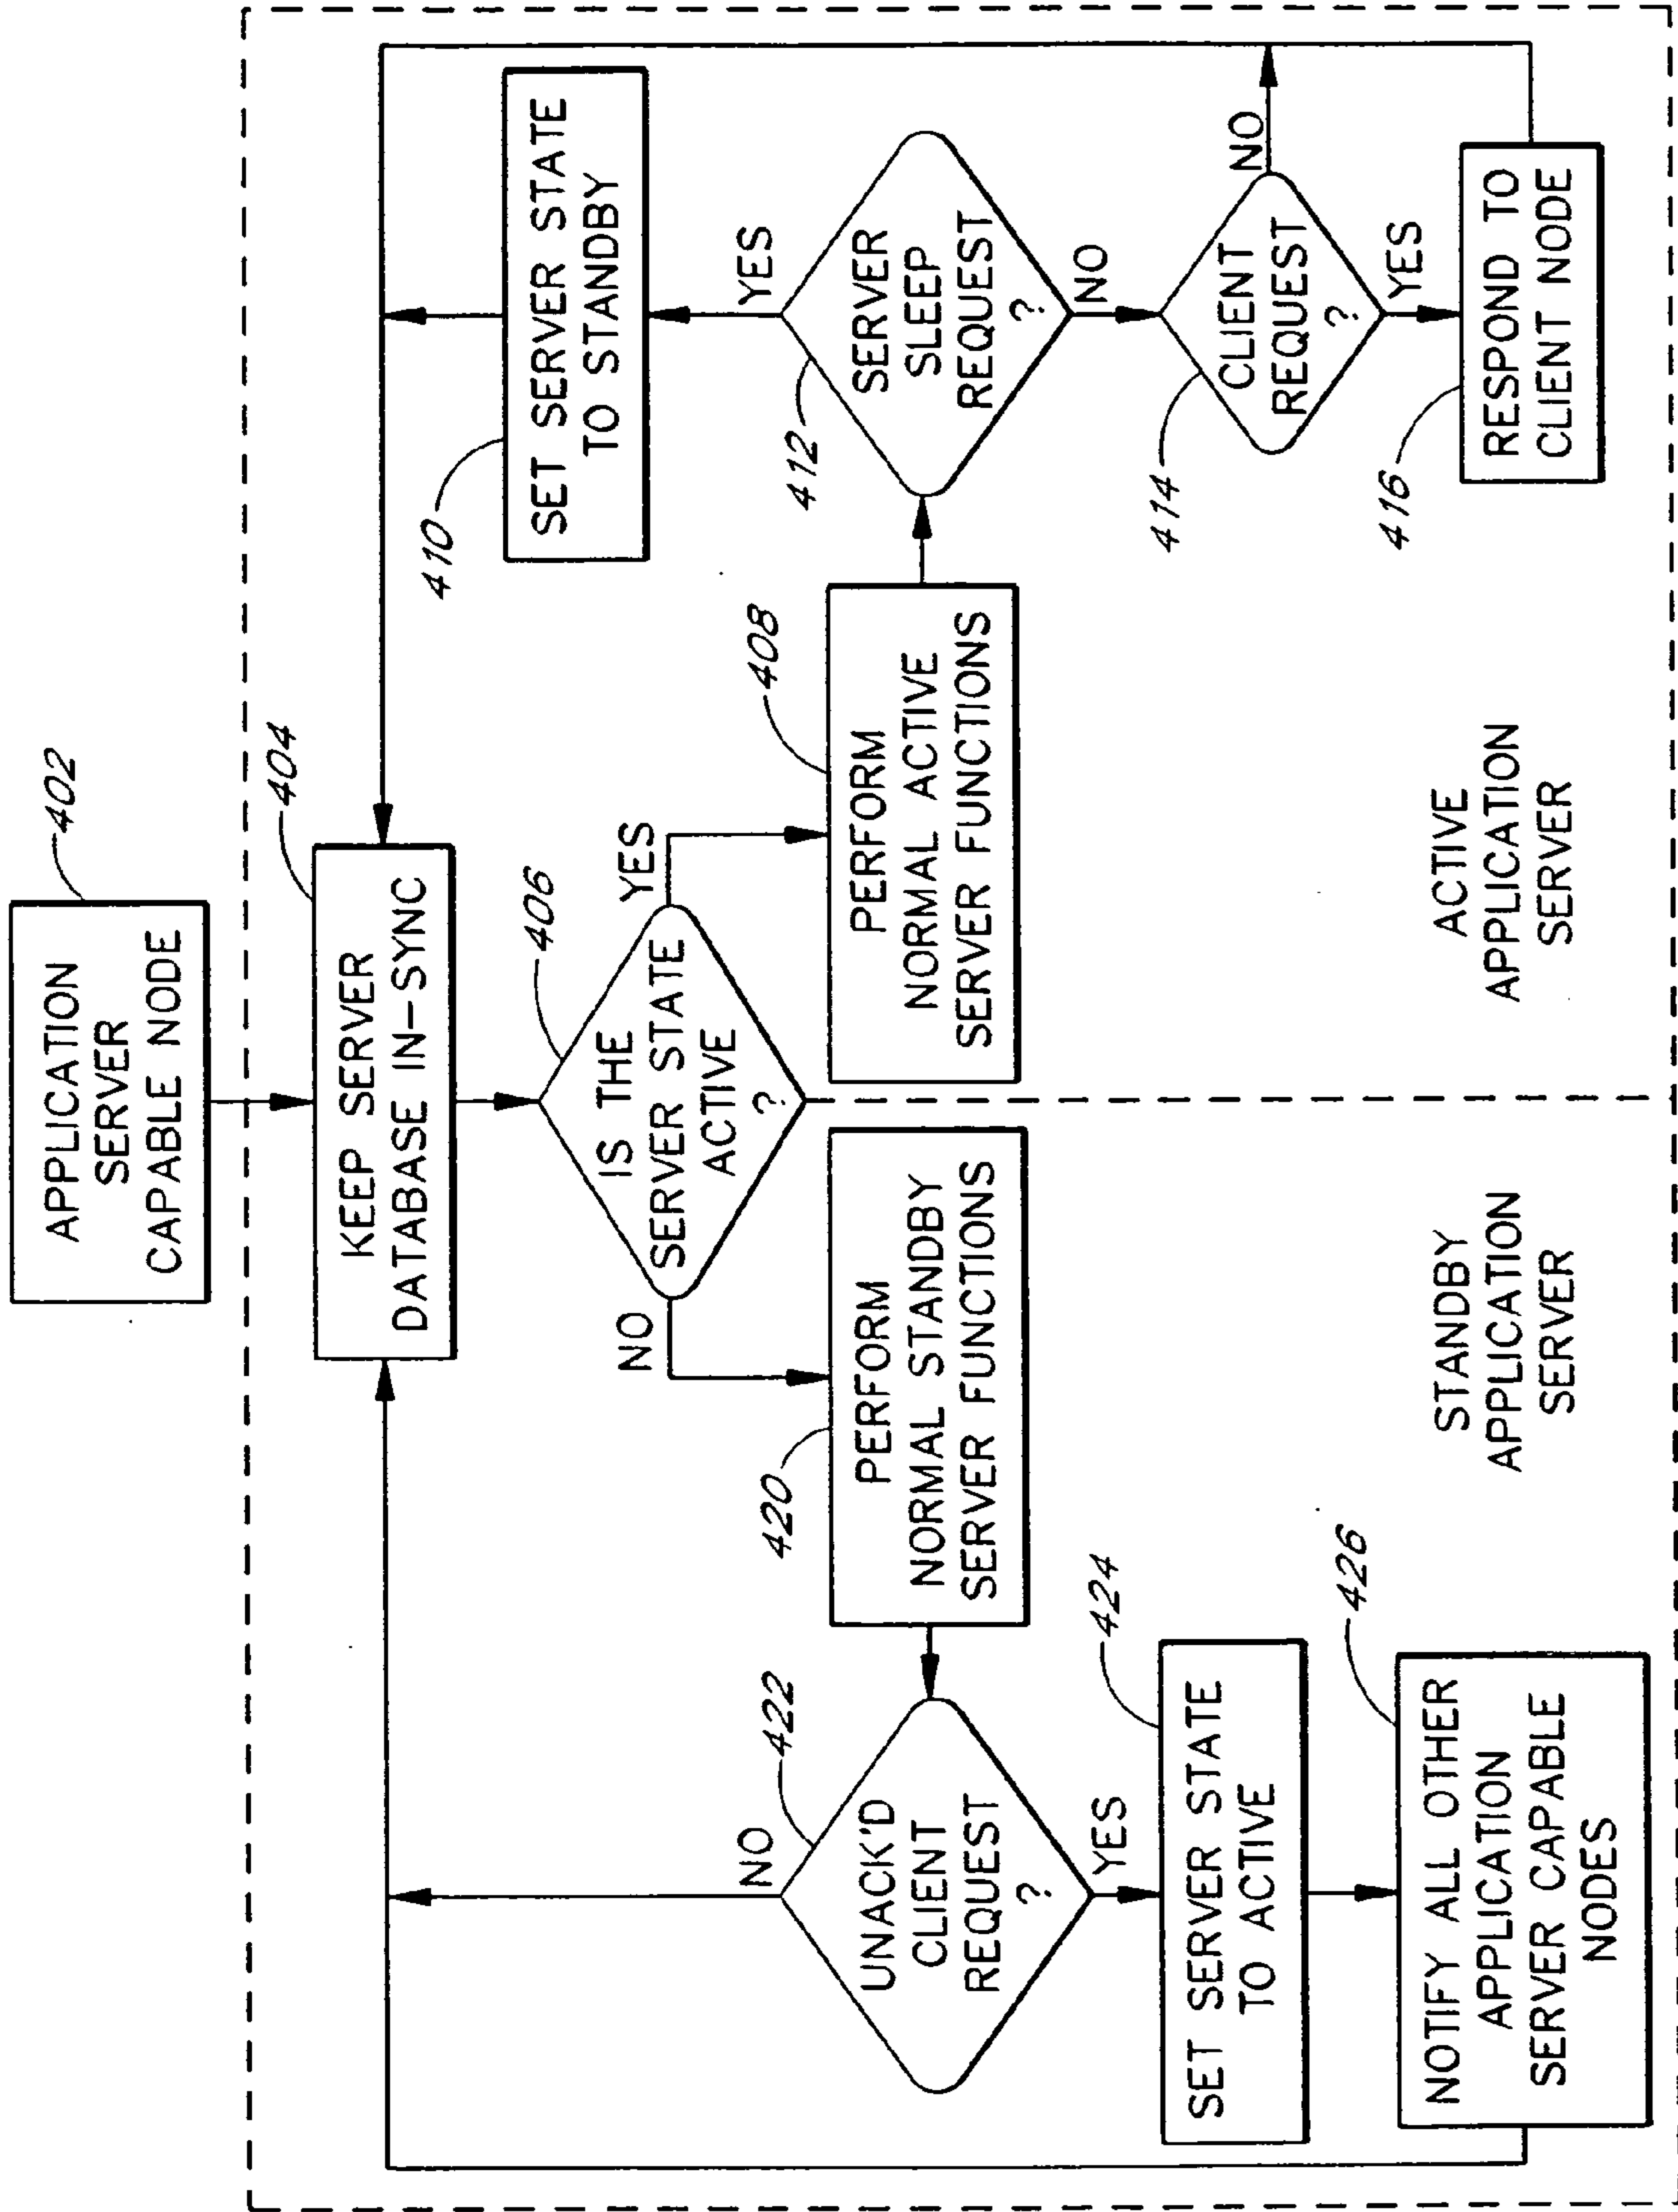 APPLICATION
SERVER
CAPABLE NODE
402
KEEP SERVER
DATABASE IN-SYNC
404
IS THE
SERVER STATE
ACTIVE
?
406
NO
YES
PERFORM
NORMAL STANDBY
SERVER FUNCTIONS
420
UNACK'D
CLIENT
REQUEST
?
422
NO
YES
SET SERVER STATE
TO ACTIVE
424
NOTIFY ALL OTHER
APPLICATION
SERVER CAPABLE
NODES
426
STANDBY
APPLICATION
SERVER
PERFORM
NORMAL ACTIVE
SERVER FUNCTIONS
408
SET SERVER STATE
TO STANDBY
410
YES
SERVER
SLEEP
REQUEST
?
412
NO
CLIENT
REQUEST
?
414
NO
YES
RESPOND TO
CLIENT NODE
416
ACTIVE
APPLICATION
SERVER